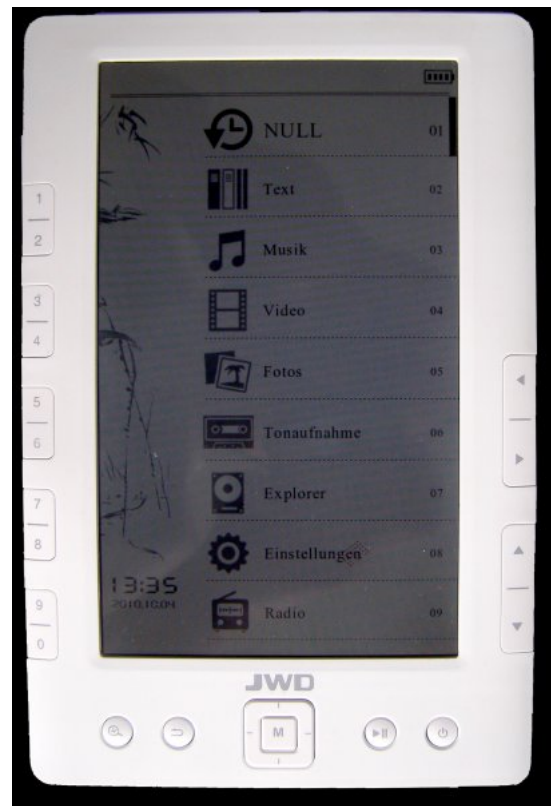 NULL 01
Text 02
Musik 03
Video 04
Fotos 05
Tonaufnahme 06
Explorer 07
Einstellungen 08
Radio 09
13:35
2010.10.04
1
2
3
4
5
6
7
8
9
0
JWD
M